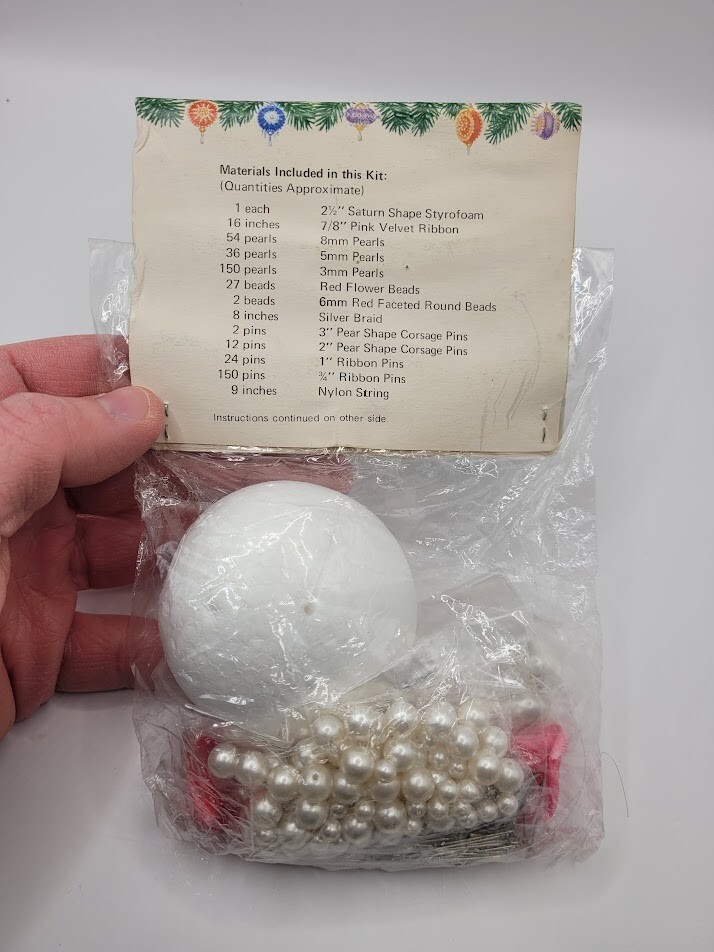 Materials Included in this Kit:
(Quantities Approximate)
1 each 2½" Saturn Shape Styrofoam
16 inches 7/8" Pink Velvet Ribbon
54 pearls 8mm Pearls
36 pearls 5mm Pearls
150 pearls 3mm Pearls
27 beads Red Flower Beads
2 beads 6mm Red Faceted Round Beads
8 inches Silver Braid
2 pins 3" Pear Shape Corsage Pins
12 pins 2" Pear Shape Corsage Pins
24 pins 1" Ribbon Pins
150 pins ¾" Ribbon Pins
9 inches Nylon String
Instructions continued on other side.